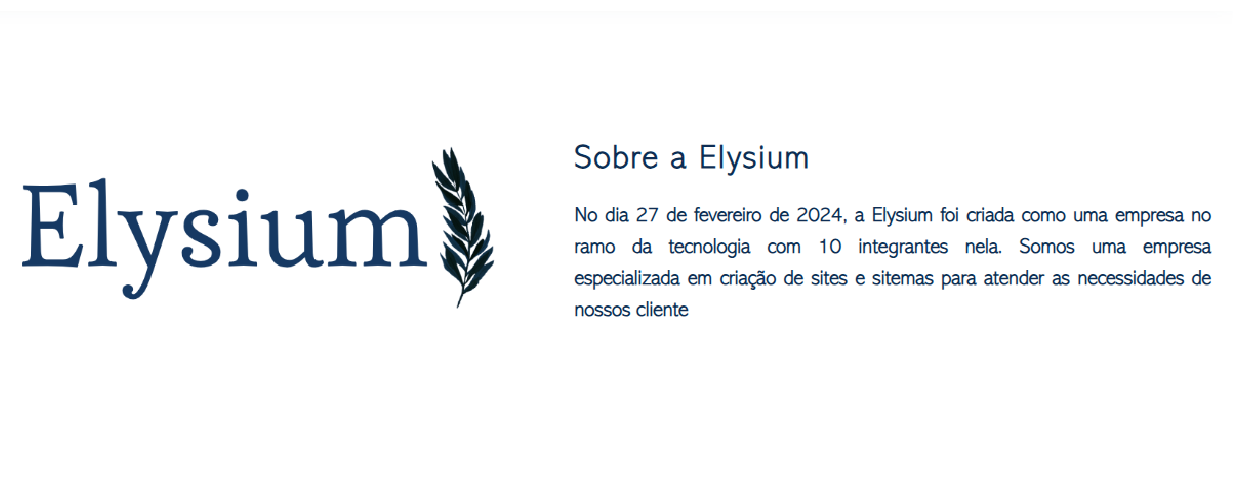 Elysium
Sobre a Elysium
No dia 27 de fevereiro de 2024, a Elysium foi criada como uma empresa no
ramo da tecnologia com 10 integrantes nela. Somos uma empresa
especializada em criação de sites e sitemas para atender as necessidades de
nossos cliente